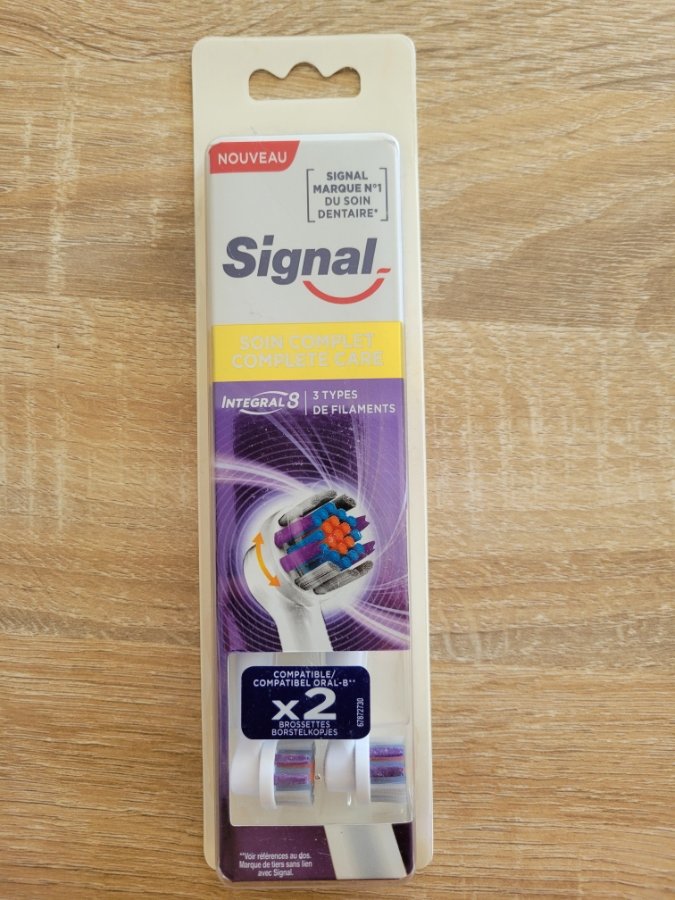 NOUVEAU
SIGNAL
MARQUE N°1
DU SOIN
DENTAIRE*
Signal
SOIN COMPLET
COMPLETE CARE
INTEGRAL 8
3 TYPES
DE FILAMENTS
COMPATIBLE/
COMPATIBEL ORAL-B**
x2
BROSSETTES
BORSTELKOPJES
67872730
**Voir références au dos.
Marque de tiers sans lien
avec Signal.